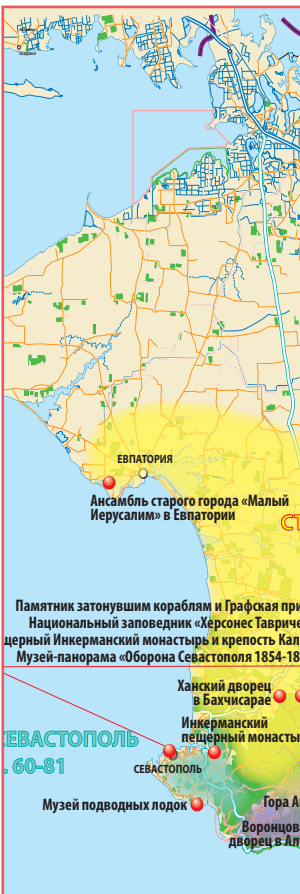 ЕВПАТОРИЯ
Ансамбль старого города «Малый
Иерусалим» в Евпатории
СТ
Памятник затонувшим кораблям и Графская при
Национальный заповедник «Херсонес Тавриче
щерный Инкерманский монастырь и крепость Кал
Музей-панорама «Оборона Севастополя 1854-18
Ханский дворец
в Бахчисарае
Инкерманский
пещерный монасты
ЕВАСТОПОЛЬ
. 60-81
СЕВАСТОПОЛЬ
Музей подводных лодок
Гора А
Воронцов
дворец в Ал